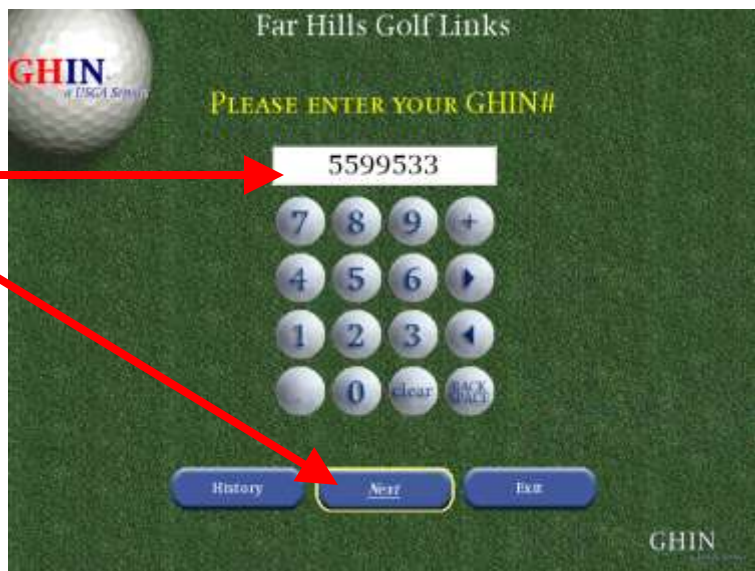 Far Hills Golf Links
GHIN
a USGA Service
PLEASE ENTER YOUR GHIN#
5599533
7 8 9 +
4 5 6
1 2 3
. 0 clear BACK SPACE
History Next Exit
GHIN